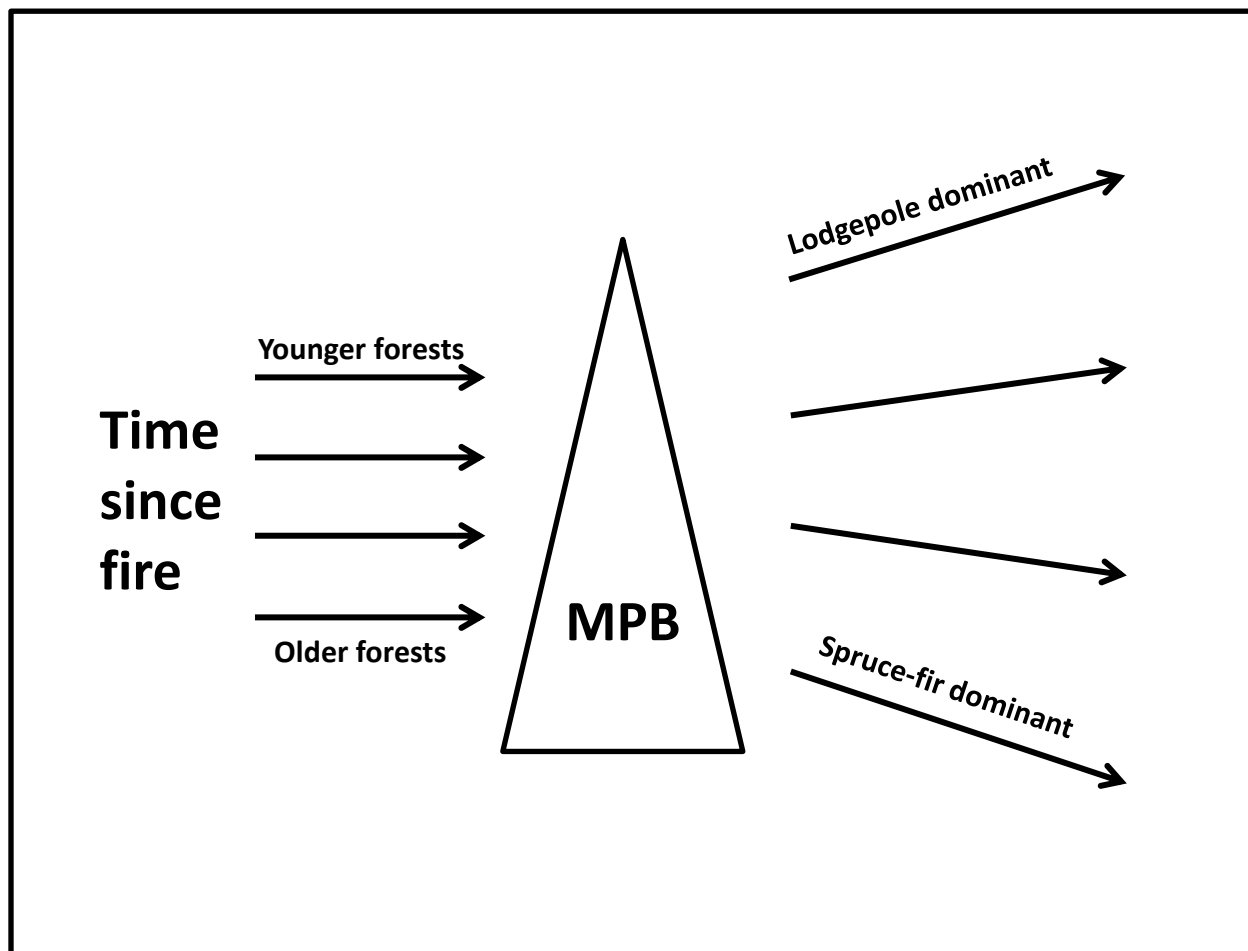 Lodgepole dominant
Younger forests
Time
since
fire
MPB
Older forests
Spruce-fir dominant